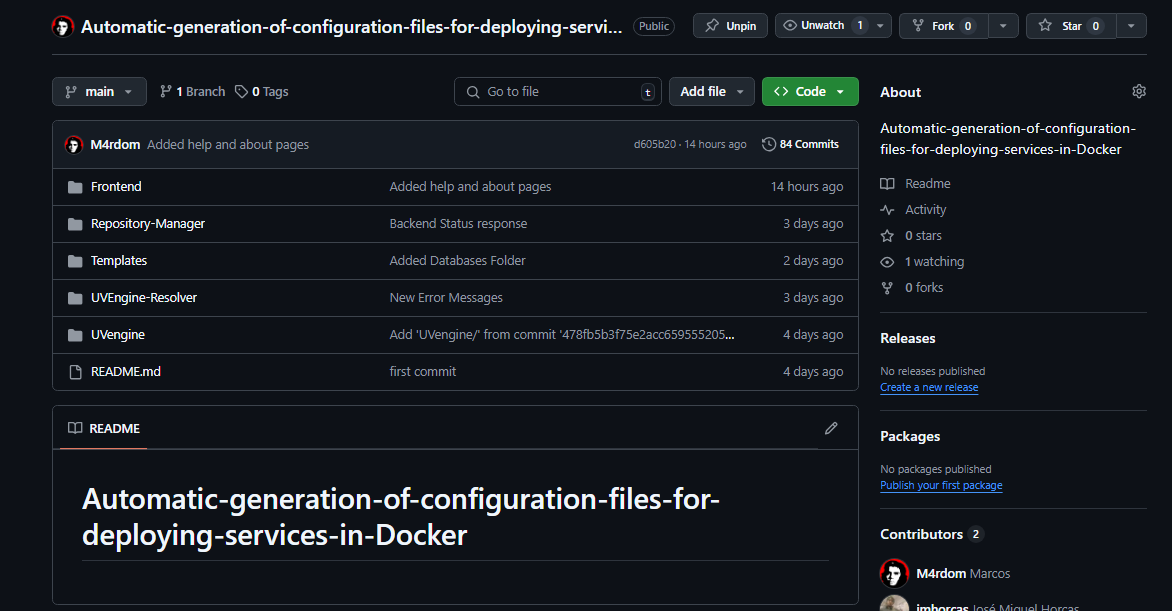 Automatic-generation-of-configuration-files-for-deploying-servi... Public Unpin Unwatch 1 Fork 0 Star 0
main 1 Branch 0 Tags Go to file t Add file Code
M4rdom Added help and about pages d605b20 · 14 hours ago 84 Commits
Frontend Added help and about pages 14 hours ago
Repository-Manager Backend Status response 3 days ago
Templates Added Databases Folder 2 days ago
UVEngine-Resolver New Error Messages 3 days ago
UVengine Add 'UVengine/' from commit '478fb5b3f75e2acc659555205... 4 days ago
README.md first commit 4 days ago
README
Automatic-generation-of-configuration-files-for-
deploying-services-in-Docker
About
Automatic-generation-of-configuration-
files-for-deploying-services-in-Docker
Readme
Activity
0 stars
1 watching
0 forks
Releases
No releases published
Create a new release
Packages
No packages published
Publish your first package
Contributors 2
M4rdom Marcos
jmhorcas José Miguel Horcas